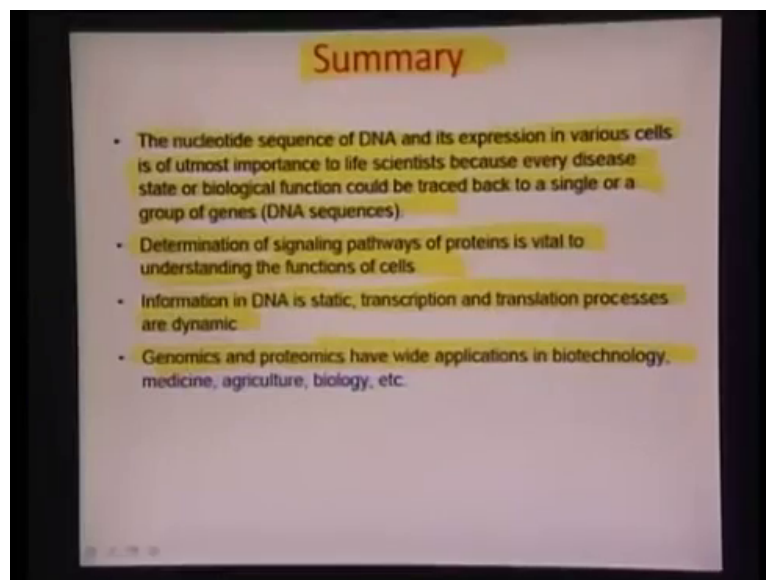 Summary
• The nucleotide sequence of DNA and its expression in various cells
is of utmost importance to life scientists because every disease
state or biological function could be traced back to a single or a
group of genes (DNA sequences).
• Determination of signaling pathways of proteins is vital to
understanding the functions of cells
• Information in DNA is static, transcription and translation processes
are dynamic
• Genomics and proteomics have wide applications in biotechnology,
medicine, agriculture, biology, etc.